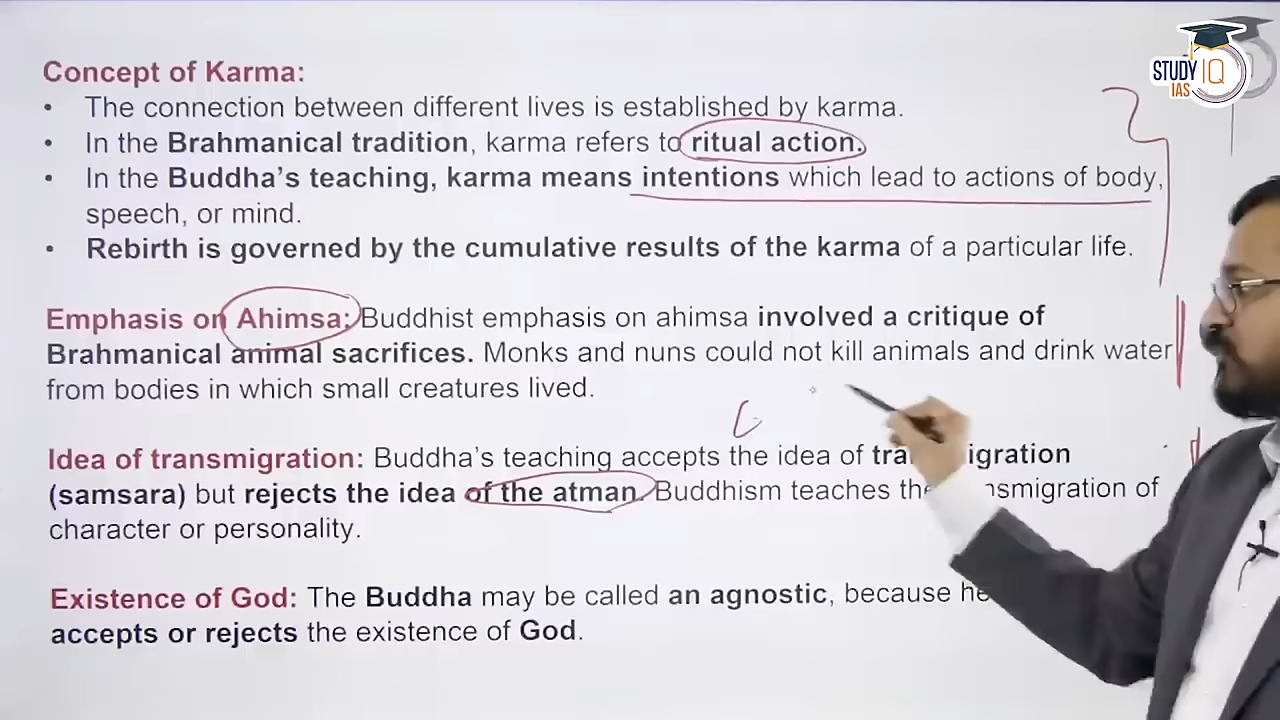 Concept of Karma:
• The connection between different lives is established by karma.
• In the Brahmanical tradition, karma refers to ritual action.
• In the Buddha's teaching, karma means intentions which lead to actions of body,
speech, or mind.
• Rebirth is governed by the cumulative results of the karma of a particular life.
Emphasis on Ahimsa: Buddhist emphasis on ahimsa involved a critique of
Brahmanical animal sacrifices. Monks and nuns could not kill animals and drink water
from bodies in which small creatures lived.
Idea of transmigration: Buddha's teaching accepts the idea of
(samsara) but rejects the idea of the atman. Buddhism teaches of
character or personality.
Existence of God: The Buddha may be called an agnostic, because he
accepts or rejects the existence of God.
STUDY IQ
IAS